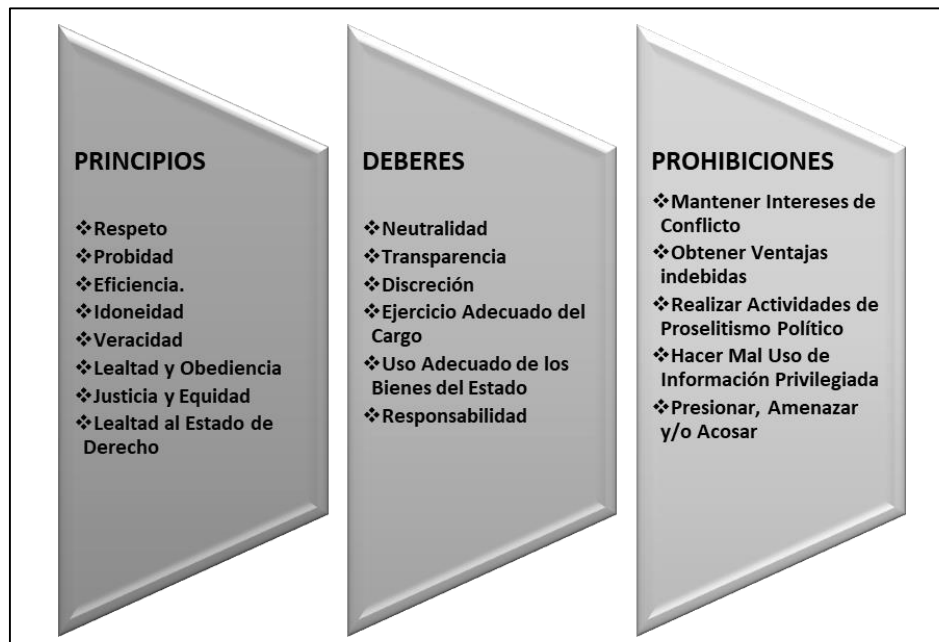 PRINCIPIOS
❖Respeto
❖Probidad
❖Eficiencia.
❖Idoneidad
❖Veracidad
❖Lealtad y Obediencia
❖Justicia y Equidad
❖Lealtad al Estado de
Derecho
DEBERES
❖Neutralidad
❖Transparencia
❖Discreción
❖Ejercicio Adecuado del
Cargo
❖Uso Adecuado de los
Bienes del Estado
❖Responsabilidad
PROHIBICIONES
❖Mantener Intereses de
Conflicto
❖Obtener Ventajas
indebidas
❖Realizar Actividades de
Proselitismo Político
❖Hacer Mal Uso de
Información Privilegiada
❖Presionar, Amenazar
y/o Acosar